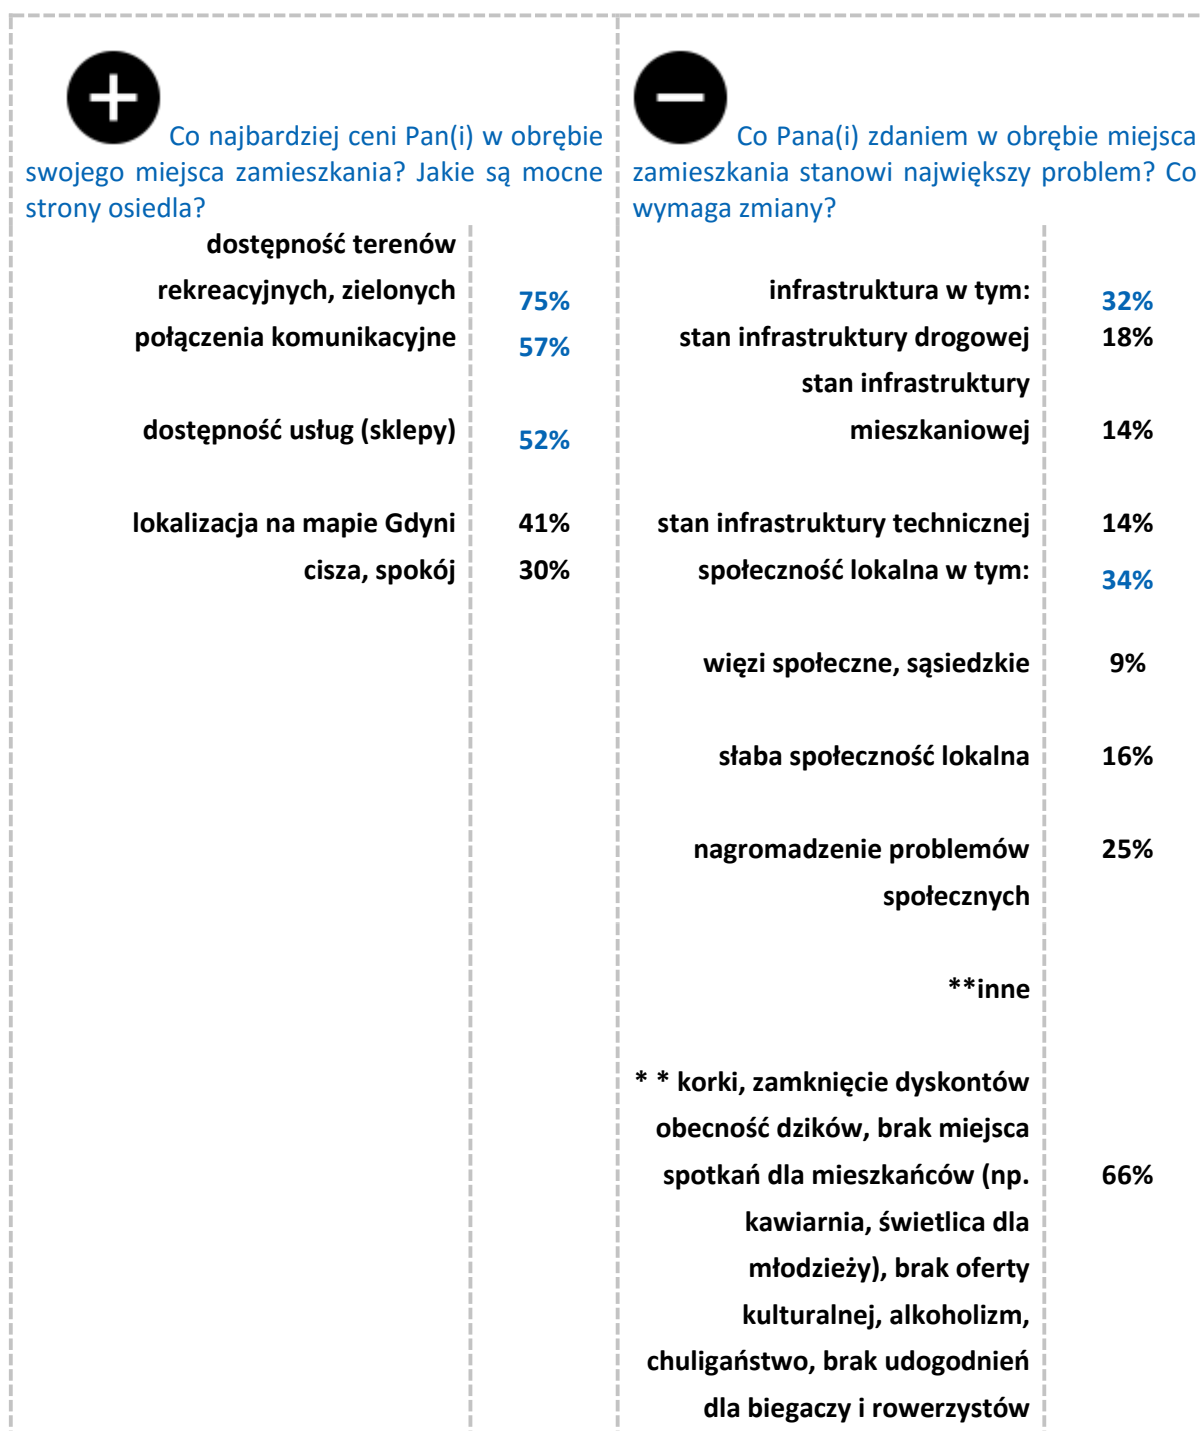 Co najbardziej ceni Pan(i) w obrębie
swojego miejsca zamieszkania? Jakie są mocne
strony osiedla?
dostępność terenów
rekreacyjnych, zielonych 75%
połączenia komunikacyjne 57%
dostępność usług (sklepy) 52%
lokalizacja na mapie Gdyni 41%
cisza, spokój 30%
Co Pana(i) zdaniem w obrębie miejsca
zamieszkania stanowi największy problem? Co
wymaga zmiany?
infrastruktura w tym: 32%
stan infrastruktury drogowej 18%
stan infrastruktury
mieszkaniowej 14%
stan infrastruktury technicznej 14%
społeczność lokalna w tym: 34%
więzi społeczne, sąsiedzkie 9%
słaba społeczność lokalna 16%
nagromadzenie problemów 25%
społecznych
**inne
* * korki, zamknięcie dyskontów
obecność dzików, brak miejsca
spotkań dla mieszkańców (np. 66%
kawiarnia, świetlica dla
młodzieży), brak oferty
kulturalnej, alkoholizm,
chuligaństwo, brak udogodnień
dla biegaczy i rowerzystów